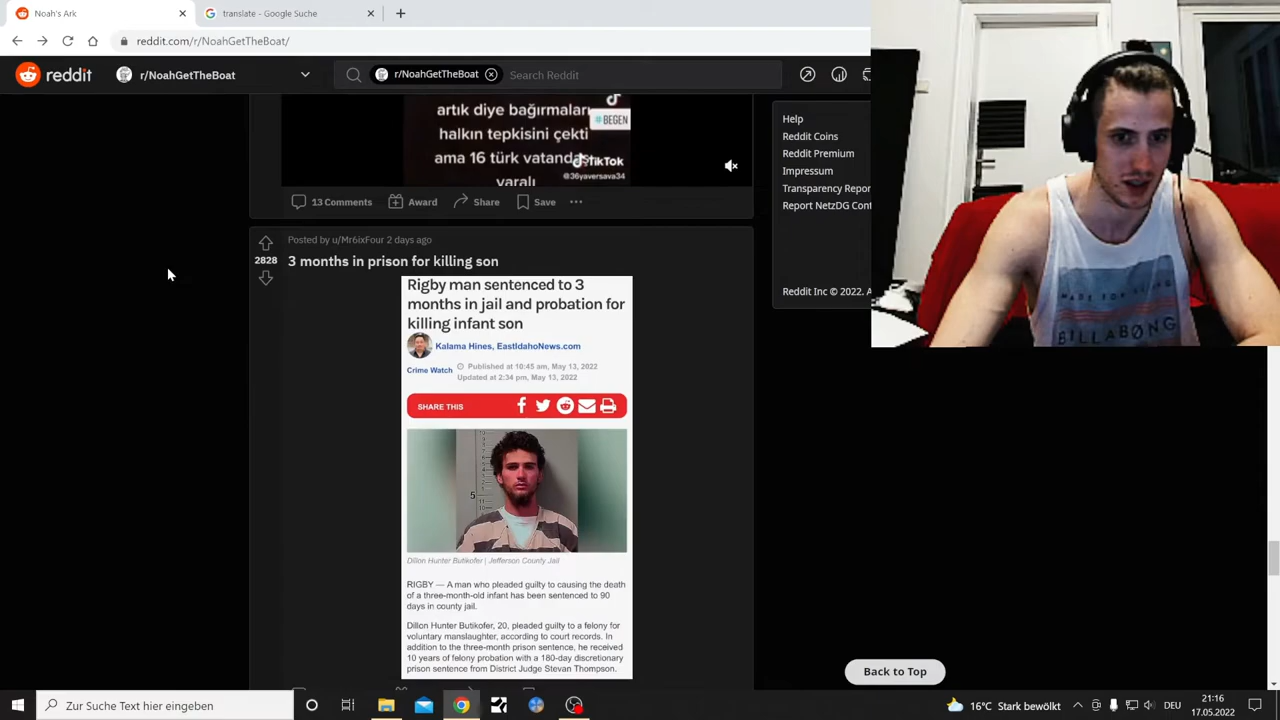 Noah's Ark
translate - Google Suche
reddit.com/r/NoahGetTheBoat/
reddit
r/NoahGetTheBoat
r/NoahGetTheBoat
Search Reddit
artık diye bağırmaları
halkın tepkisini çekti
ama 16 türk vatandaş
yaralı
#BEGEN
TikTok
@36yaversava34
13 Comments
Award
Share
Save
Help
Reddit Coins
Reddit Premium
Impressum
Transparency Report
Report NetzDG Cont
Reddit Inc © 2022. A
Posted by u/Mr6ixFour 2 days ago
2828
3 months in prison for killing son
Rigby man sentenced to 3
months in jail and probation for
killing infant son
Kalama Hines, EastIdahoNews.com
Crime Watch
Published at 10:45 am, May 13, 2022
Updated at 2:34 pm, May 13, 2022
SHARE THIS
5
Dillon Hunter Butikofer | Jefferson County Jail
RIGBY — A man who pleaded guilty to causing the death
of a three-month-old infant has been sentenced to 90
days in county jail.
Dillon Hunter Butikofer, 20, pleaded guilty to a felony for
voluntary manslaughter, according to court records. In
addition to the three-month prison sentence, he received
10 years of felony probation with a 180-day discretionary
prison sentence from District Judge Stevan Thompson.
Back to Top
BILLABØNG
Zur Suche Text hier eingeben
16°C Stark bewölkt
DEU
21:16
17.05.2022